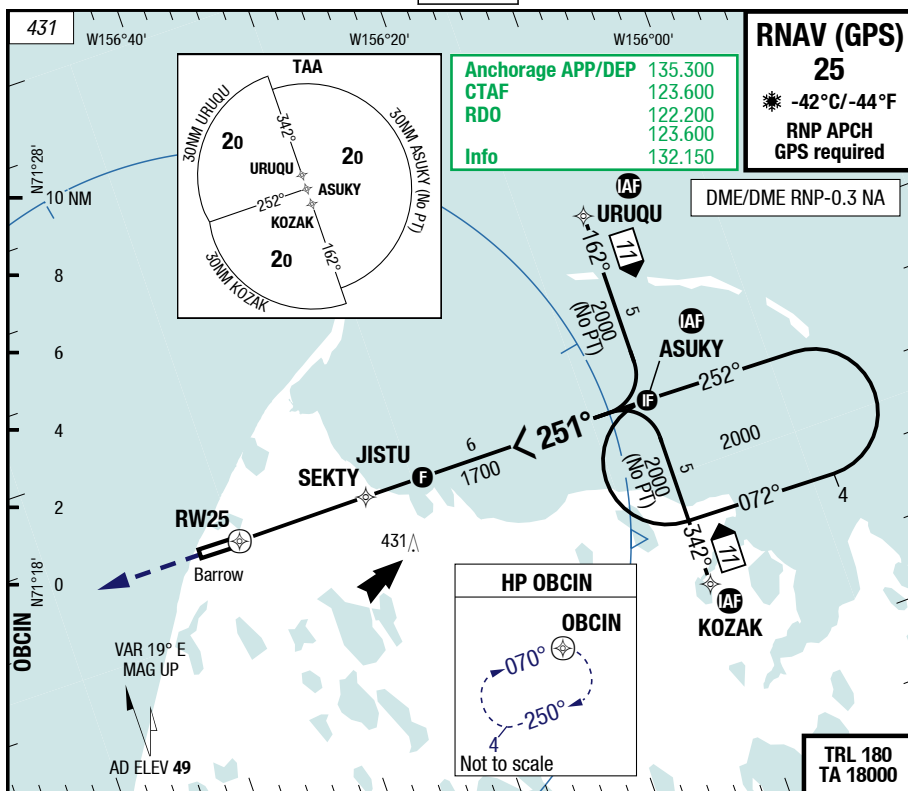 431
W156°40'
W156°20'
W156°00'
RNAV (GPS)
25
-42°C/-44°F
RNP APCH
GPS required
Anchorage APP/DEP 135.300
CTAF 123.600
RDO 122.200
123.600
Info 132.150
DME/DME RNP-0.3 NA
TAA
30NM URUQU
30NM ASUKY (No PT)
30NM KOZAK
20
20
20
342°
URUQU
ASUKY
252°
KOZAK
162°
N71°28'
10 NM
8
6
4
2
0
N71°18'
OBCIN
IAF
URUQU
162°
11
5
2000
(No PT)
IAF
ASUKY
IF
252°
2000
072°
4
251°
6
1700
JISTU
F
SEKTY
RW25
Barrow
431
2000
(No PT)
5
342°
11
IAF
KOZAK
HP OBCIN
OBCIN
070°
250°
4
Not to scale
VAR 19° E
MAG UP
AD ELEV 49
TRL 180
TA 18000